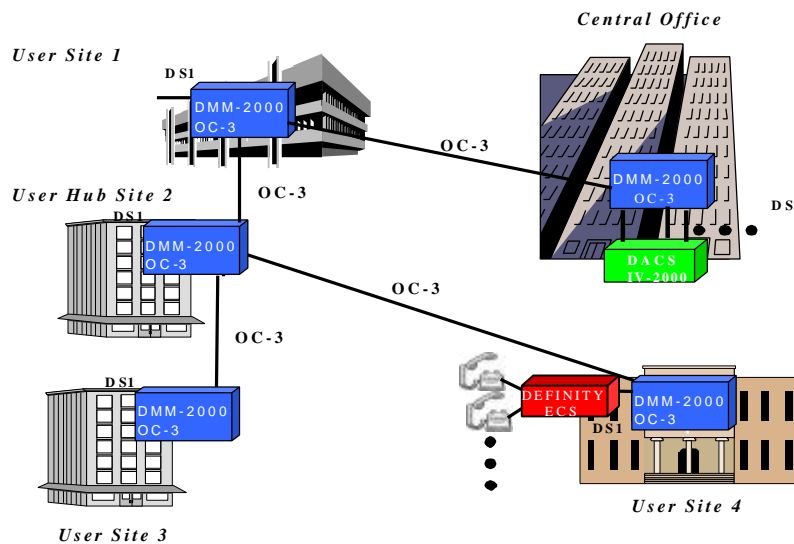 Central Office
User Site 1
DS1
DMM-2000
OC-3
OC-3
DMM-2000
OC-3
DS
User Hub Site 2
OC-3
DS1
DMM-2000
OC-3
DACS
IV-2000
OC-3
OC-3
DS1
DMM-2000
OC-3
DEFINITY
ECS
DS1
DMM-2000
OC-3
User Site 4
User Site 3